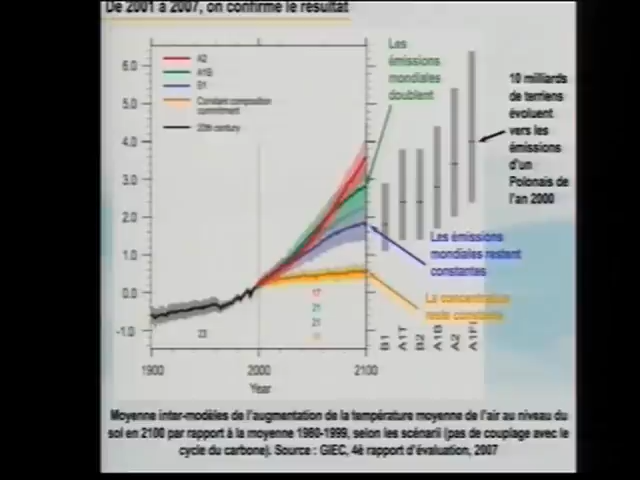 De 2001 à 2007, on confirme le résultat
Les
émissions
mondiales
doublent
10 milliards
de terriens
évoluent
vers les
émissions
d'un
Polonais de
l'an 2000
A2
A1B
B1
Constant composition
commitment
20th century
6.0
5.0
4.0
3.0
2.0
1.0
0.0
-1.0
Les émissions
mondiales restent
constantes
La concentration
reste constante
17
21
21
23
1900
2000
2100
Year
B1
A1T
B2
A1B
A2
A1FI
Moyenne inter-modèles de l'augmentation de la température moyenne de l'air au niveau du
sol en 2100 par rapport à la moyenne 1980-1999, selon les scénarii (pas de couplage avec le
cycle du carbone). Source : GIEC, 4è rapport d'évaluation, 2007